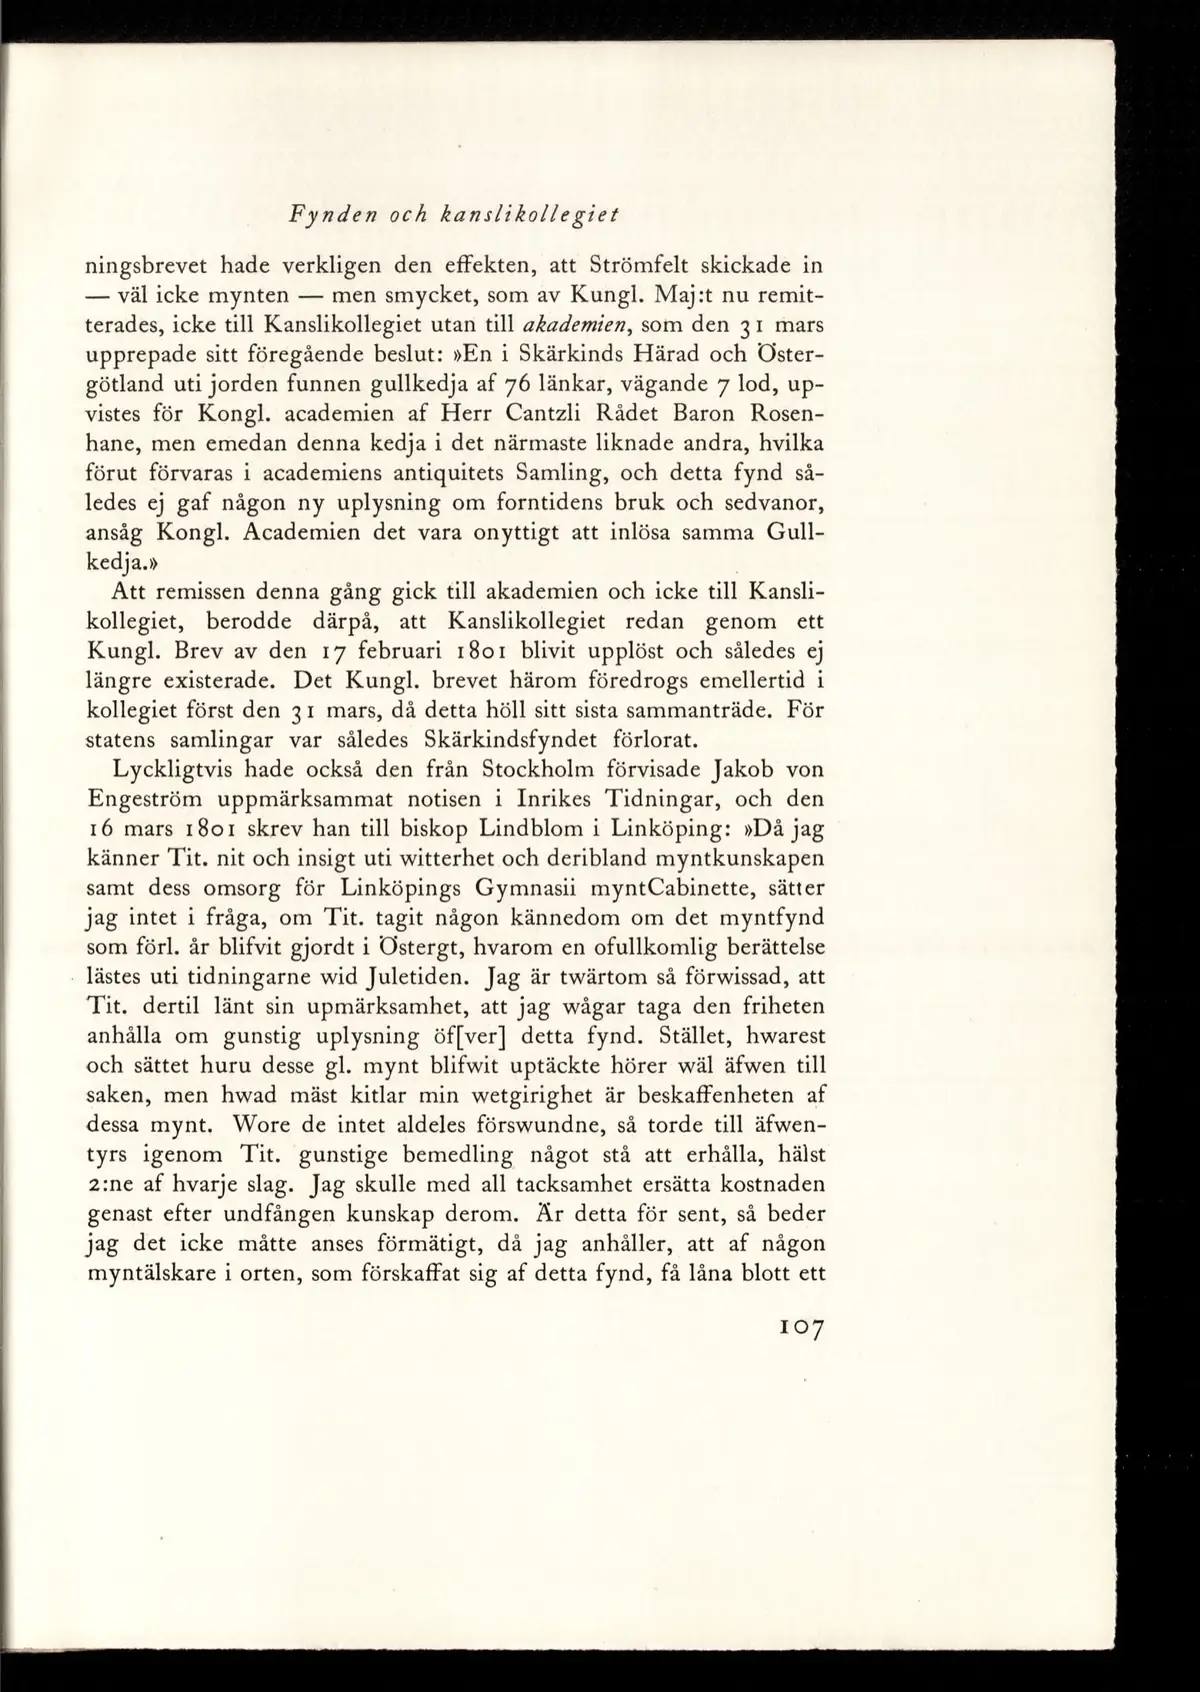 Fynden och kanslikollegiet
ningsbrevet hade verkligen den effekten, att Strömfelt skickade in
— väl icke mynten — men smycket, som av Kungl. Maj:t nu remit-
terades, icke till Kanslikollegiet utan till akademien, som den 31 mars
upprepade sitt föregående beslut: »En i Skärkinds Härad och Öster-
götland uti jorden funnen gullkedja af 76 länkar, vägande 7 lod, up-
vistes för Kongl. academien af Herr Cantzli Rådet Baron Rosen-
hane, men emedan denna kedja i det närmaste liknade andra, hvilka
förut förvaras i academiens antiquitets Samling, och detta fynd så-
ledes ej gaf någon ny uplysning om forntidens bruk och sedvanor,
ansåg Kongl. Academien det vara onyttigt att inlösa samma Gull-
kedja.»
Att remissen denna gång gick till akademien och icke till Kansli-
kollegiet, berodde därpå, att Kanslikollegiet redan genom ett
Kungl. Brev av den 17 februari 1801 blivit upplöst och således ej
längre existerade. Det Kungl. brevet härom föredrogs emellertid i
kollegiet först den 31 mars, då detta höll sitt sista sammanträde. För
statens samlingar var således Skärkindsfyndet förlorat.
Lyckligtvis hade också den från Stockholm förvisade Jakob von
Engeström uppmärksammat notisen i Inrikes Tidningar, och den
16 mars 1801 skrev han till biskop Lindblom i Linköping: »Då jag
känner Tit. nit och insigt uti witterhet och deribland myntkunskapen
samt dess omsorg för Linköpings Gymnasii myntCabinette, sätter
jag intet i fråga, om Tit. tagit någon kännedom om det myntfynd
som förl. år blifvit gjordt i Östergt, hvarom en ofullkomlig berättelse
lästes uti tidningarne wid Juletiden. Jag är twärtom så förwissad, att
Tit. dertil länt sin upmärksamhet, att jag wågar taga den friheten
anhålla om gunstig uplysning öf[ver] detta fynd. Stället, hwarest
och sättet huru desse gl. mynt blifwit uptäckte hörer wäl äfwen till
saken, men hwad mäst kitlar min wetgirighet är beskaffenheten af
dessa mynt. Wore de intet aldeles förswundne, så torde till äfwen-
tyrs igenom Tit. gunstige bemedling något stå att erhålla, hälst
2:ne af hvarje slag. Jag skulle med all tacksamhet ersätta kostnaden
genast efter undfången kunskap derom. Är detta för sent, så beder
jag det icke måtte anses förmätigt, då jag anhåller, att af någon
myntälskare i orten, som förskaffat sig af detta fynd, få låna blott ett
107